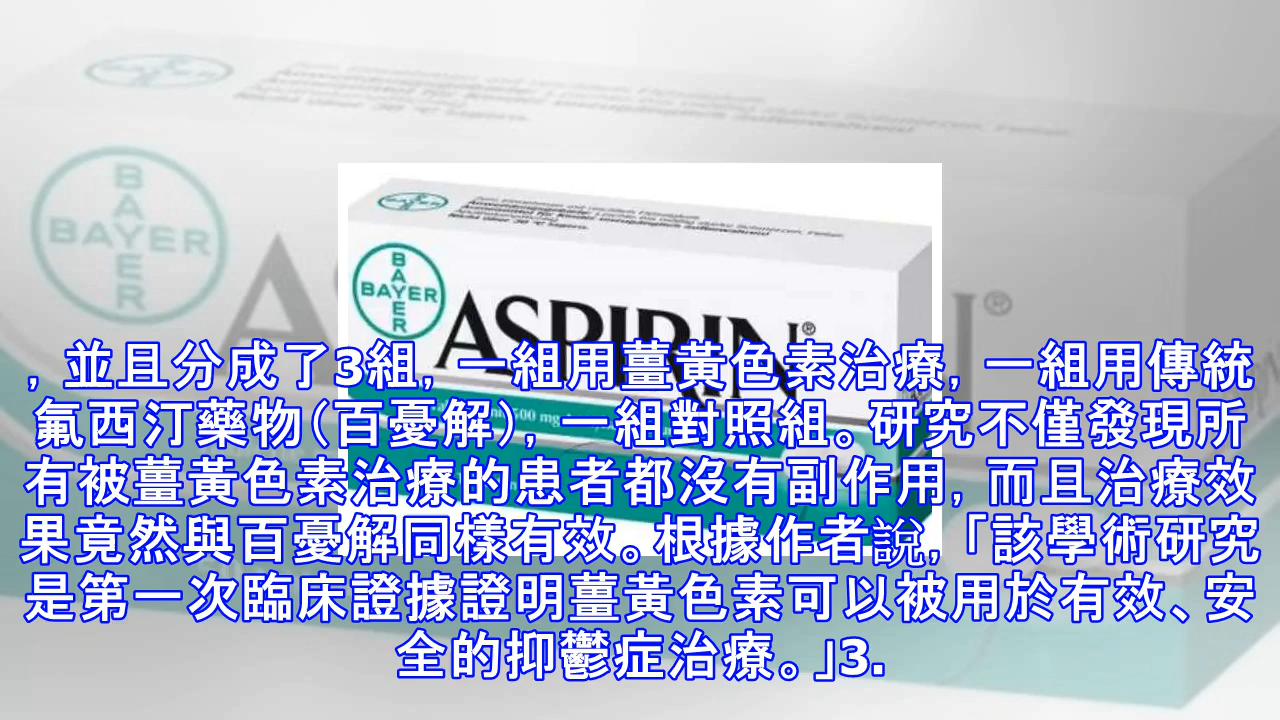 BAYER
BAYER
ASPIRIN®
，並且分成了3組，一組用薑黃色素治療，一組用傳統
氟西汀藥物（百憂解），一組對照組。研究不僅發現所
有被薑黃色素治療的患者都沒有副作用，而且治療效
果竟然與百憂解同樣有效。根據作者說，「該學術研究
是第一次臨床證據證明薑黃色素可以被用於有效、安
全的抑鬱症治療。」3.